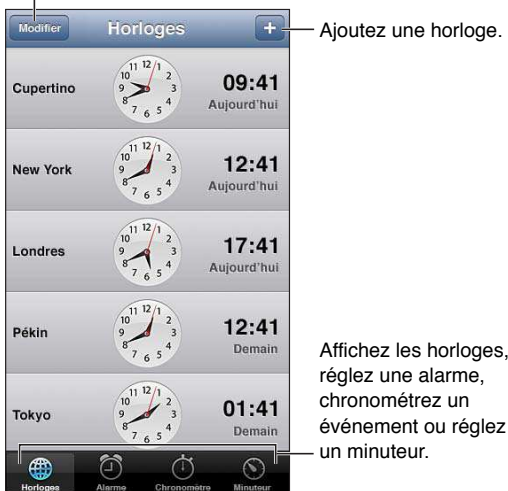 Modifier Horloges +
Ajoutez une horloge.
Cupertino 09:41
Aujourd'hui
New York 12:41
Aujourd'hui
Londres 17:41
Aujourd'hui
Pékin 12:41
Demain
Tokyo 01:41
Demain
Affichez les horloges,
réglez une alarme,
chronométrez un
événement ou réglez
un minuteur.
Horloges Alarme Chronomètre Minuteur